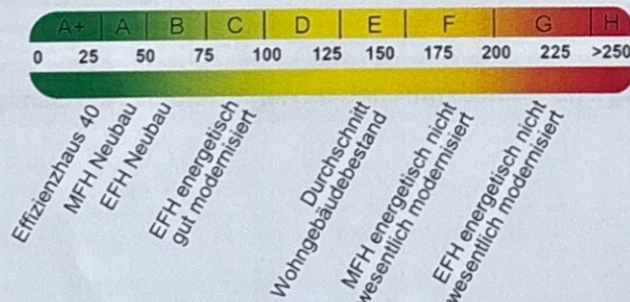 A+ A B C D E F G H
0 25 50 75 100 125 150 175 200 225 >250
Effizienzhaus 40
MFH Neubau
EFH Neubau
EFH energetisch
gut modernisiert
Durchschnitt
Wohngebäudebestand
MFH energetisch nicht
wesentlich modernisiert
EFH energetisch nicht
wesentlich modernisiert